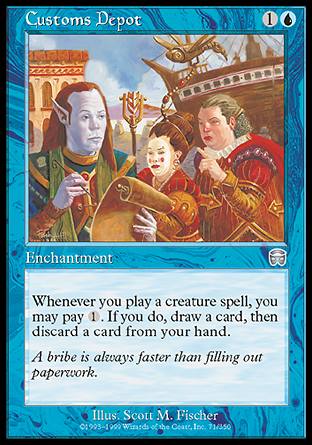 Customs Depot 1
Enchantment
Whenever you play a creature spell, you
may pay 1. If you do, draw a card, then
discard a card from your hand.
A bribe is always faster than filling out
paperwork.
Illus. Scott M. Fischer
©1993–1999 Wizards of the Coast, Inc. 71/350